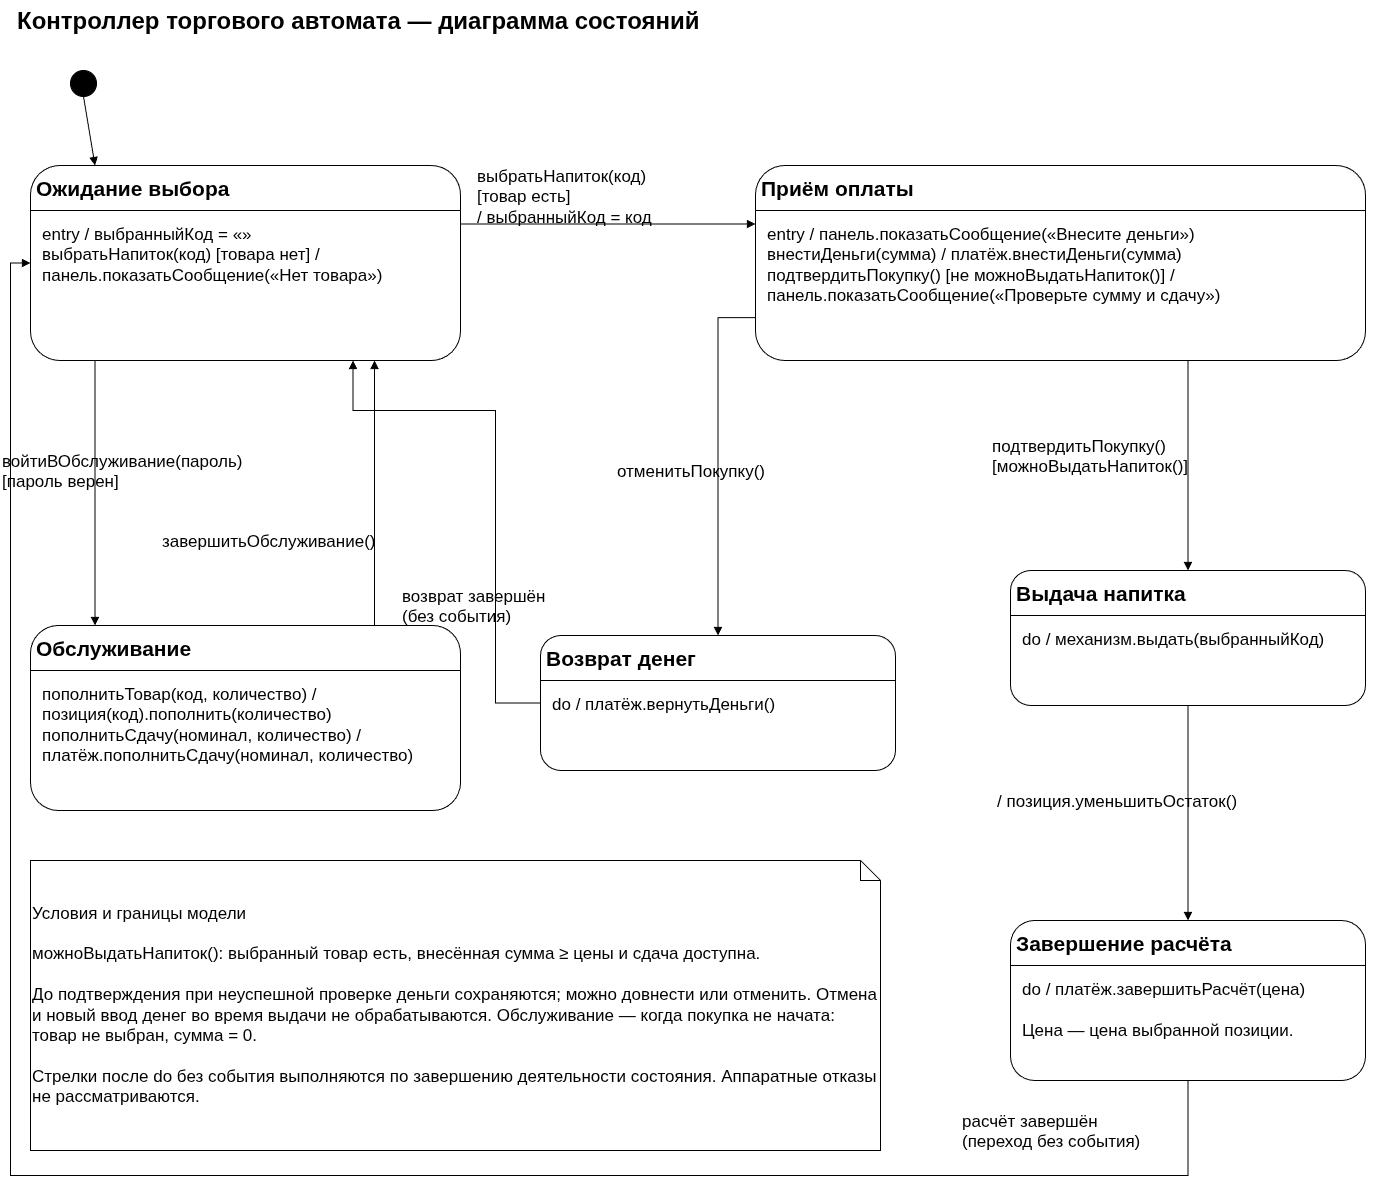 Контроллер торгового автомата — диаграмма состояний
Ожидание выбора
entry / выбранныйКод = «»
выбратьНапиток(код) [товара нет] /
панель.показатьСообщение(«Нет товара»)
выбратьНапиток(код)
[товар есть]
/ выбранныйКод = код
Приём оплаты
entry / панель.показатьСообщение(«Внесите деньги»)
внестиДеньги(сумма) / платёж.внестиДеньги(сумма)
подтвердитьПокупку() [не можноВыдатьНапиток()] /
панель.показатьСообщение(«Проверьте сумму и сдачу»)
войтиВОбслуживание(пароль)
[пароль верен]
завершитьОбслуживание()
возврат завершён
(без события)
отменитьПокупку()
подтвердитьПокупку()
[можноВыдатьНапиток()]
Обслуживание
пополнитьТовар(код, количество) /
позиция(код).пополнить(количество)
пополнитьСдачу(номинал, количество) /
платёж.пополнитьСдачу(номинал, количество)
Возврат денег
do / платёж.вернутьДеньги()
Выдача напитка
do / механизм.выдать(выбранныйКод)
/ позиция.уменьшитьОстаток()
Завершение расчёта
do / платёж.завершитьРасчёт(цена)
Цена — цена выбранной позиции.
расчёт завершён
(переход без события)
Условия и границы модели
можноВыдатьНапиток(): выбранный товар есть, внесённая сумма ≥ цены и сдача доступна.
До подтверждения при неуспешной проверке деньги сохраняются; можно довнести или отменить. Отмена
и новый ввод денег во время выдачи не обрабатываются. Обслуживание — когда покупка не начата:
товар не выбран, сумма = 0.
Стрелки после do без события выполняются по завершению деятельности состояния. Аппаратные отказы
не рассматриваются.